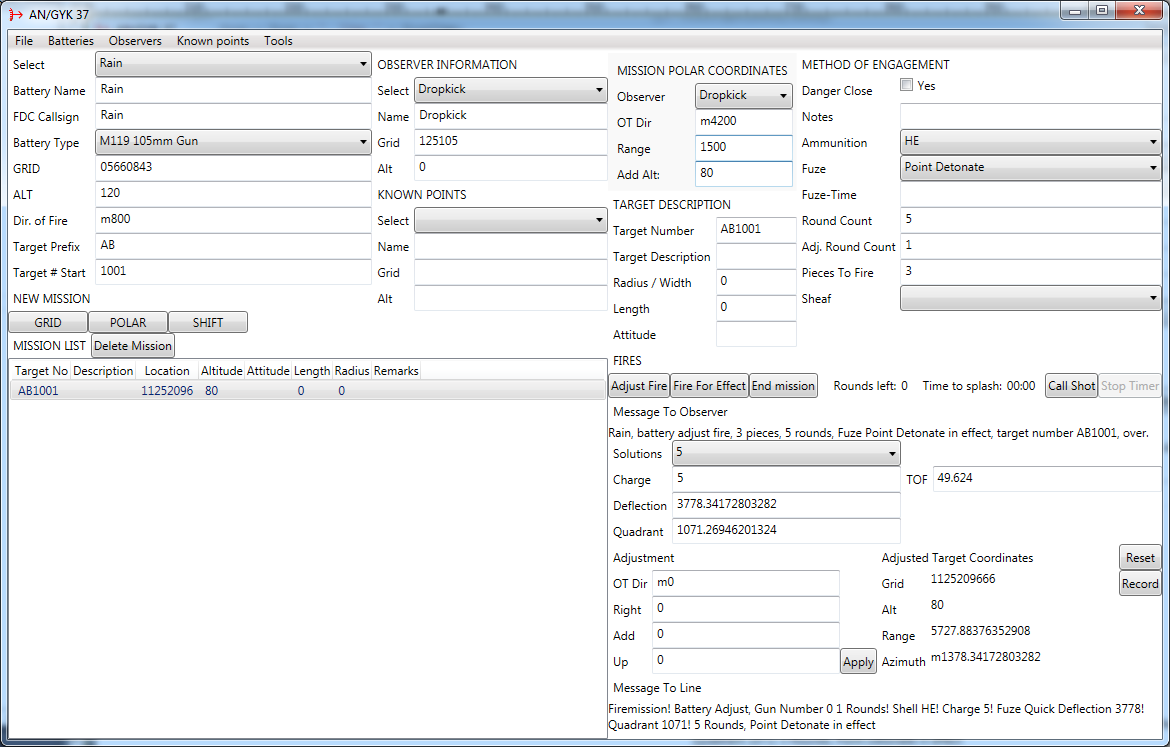 AN/GYK 37
File Batteries Observers Known points Tools
Select Rain
Battery Name Rain
FDC Callsign Rain
Battery Type M119 105mm Gun
GRID 05660843
ALT 120
Dir. of Fire m800
Target Prefix AB
Target # Start 1001
NEW MISSION
GRID POLAR SHIFT
MISSION LIST Delete Mission
Target No Description Location Altitude Attitude Length Radius Remarks
AB1001 11252096 80 0 0
OBSERVER INFORMATION
Select Dropkick
Name Dropkick
Grid 125105
Alt 0
KNOWN POINTS
Select
Name
Grid
Alt
MISSION POLAR COORDINATES
Observer Dropkick
OT Dir m4200
Range 1500
Add Alt: 80
TARGET DESCRIPTION
Target Number AB1001
Target Description
Radius / Width 0
Length 0
Attitude
METHOD OF ENGAGEMENT
Danger Close Yes
Notes
Ammunition HE
Fuze Point Detonate
Fuze-Time
Round Count 5
Adj. Round Count 1
Pieces To Fire 3
Sheaf
FIRES
Adjust Fire Fire For Effect End mission Rounds left: 0 Time to splash: 00:00 Call Shot Stop Timer
Message To Observer
Rain, battery adjust fire, 3 pieces, 5 rounds, Fuze Point Detonate in effect, target number AB1001, over.
Solutions 5
Charge 5 TOF 49.624
Deflection 3778.34172803282
Quadrant 1071.26946201324
Adjustment
OT Dir m0
Right 0
Add 0
Up 0 Apply
Adjusted Target Coordinates Reset
Grid 1125209666 Record
Alt 80
Range 5727.88376352908
Azimuth m1378.34172803282
Message To Line
Firemission! Battery Adjust, Gun Number 0 1 Rounds! Shell HE! Charge 5! Fuze Quick Deflection 3778!
Quadrant 1071! 5 Rounds, Point Detonate in effect